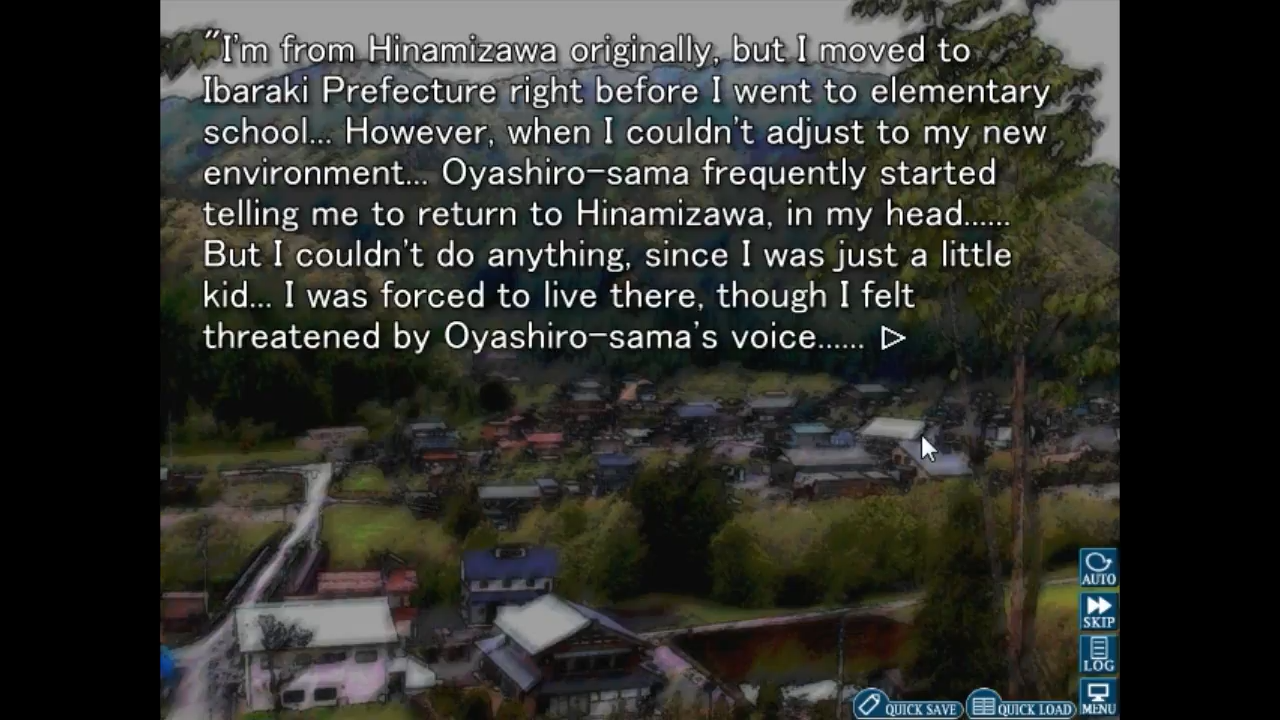 "I'm from Hinamizawa originally, but I moved to
Ibaraki Prefecture right before I went to elementary
school... However, when I couldn't adjust to my new
environment... Oyashiro-sama frequently started
telling me to return to Hinamizawa, in my head......
But I couldn't do anything, since I was just a little
kid... I was forced to live there, though I felt
threatened by Oyashiro-sama's voice......
AUTO
SKIP
LOG
MENU
QUICK SAVE
QUICK LOAD